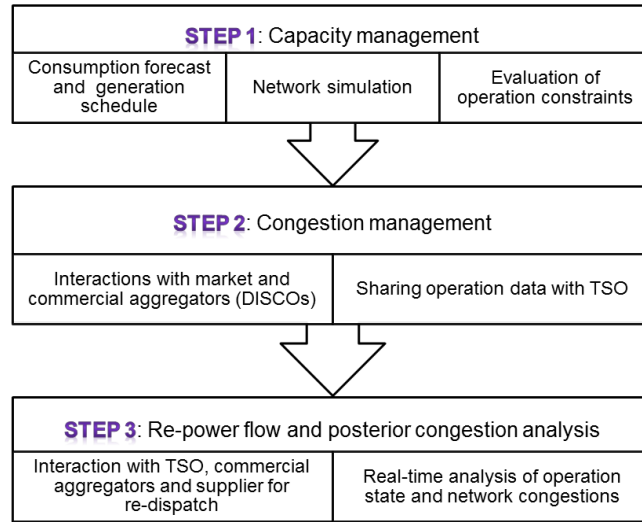 STEP 1: Capacity management
Consumption forecast
and generation
schedule
Network simulation
Evaluation of
operation constraints
STEP 2: Congestion management
Interactions with market and
commercial aggregators (DISCOs)
Sharing operation data with TSO
STEP 3: Re-power flow and posterior congestion analysis
Interaction with TSO, commercial
aggregators and supplier for
re-dispatch
Real-time analysis of operation
state and network congestions